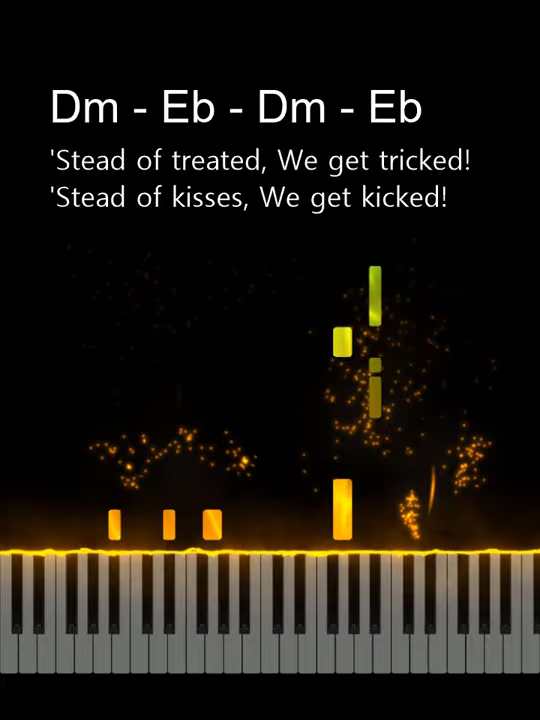 Dm - Eb - Dm - Eb
'Stead of treated, We get tricked!
'Stead of kisses, We get kicked!